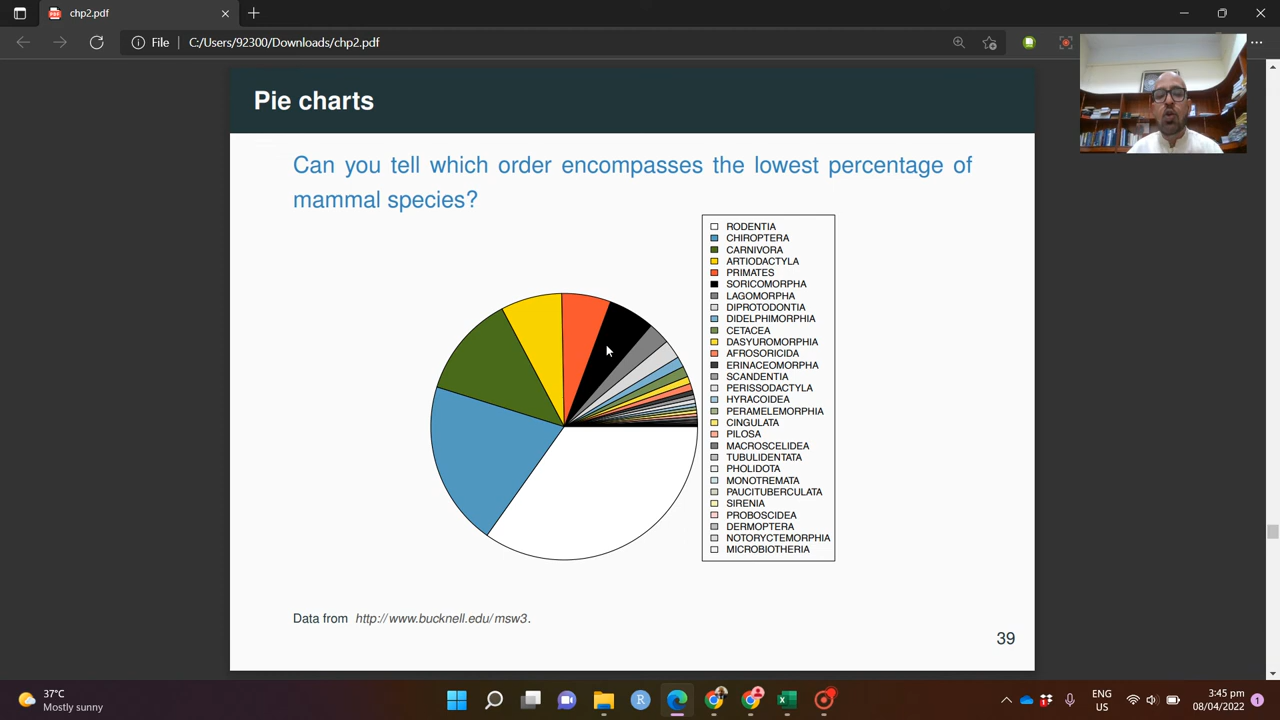 chp2.pdf
File
C:/Users/92300/Downloads/chp2.pdf
Pie charts
Can you tell which order encompasses the lowest percentage of
mammal species?
RODENTIA
CHIROPTERA
CARNIVORA
ARTIODACTYLA
PRIMATES
SORICOMORPHA
LAGOMORPHA
DIPROTODONTIA
DIDELPHIMORPHIA
CETACEA
DASYUROMORPHIA
AFROSORICIDA
ERINACEOMORPHA
SCANDENTIA
PERISSODACTYLA
HYRACOIDEA
PERAMELEMORPHIA
CINGULATA
PILOSA
MACROSCELIDEA
TUBULIDENTATA
PHOLIDOTA
MONOTREMATA
PAUCITUBERCULATA
SIRENIA
PROBOSCIDEA
DERMOPTERA
NOTORYCTEMORPHIA
MICROBIOTHERIA
Data from http://www.bucknell.edu/msw3.
39
37°C
Mostly sunny
R
ENG
US
3:45 pm
08/04/2022
1